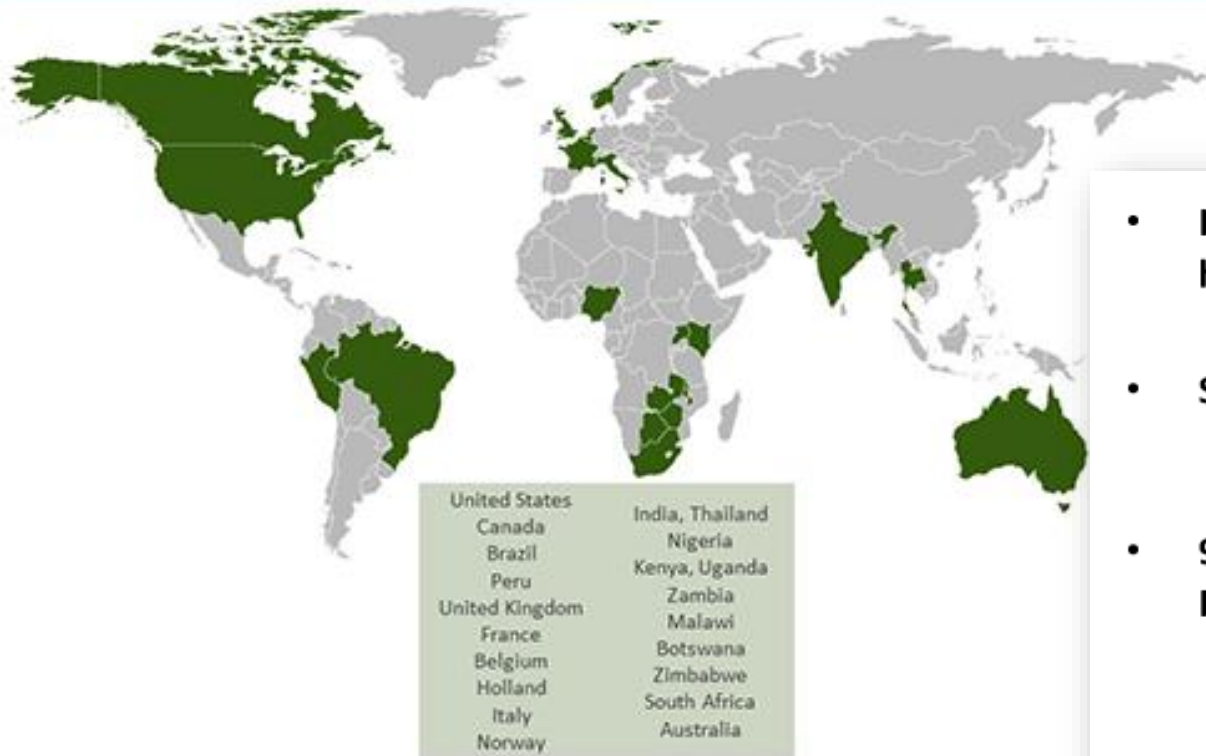 United States
Canada
Brazil
Peru
United Kingdom
France
Belgium
Holland
Italy
Norway
India, Thailand
Nigeria
Kenya, Uganda
Zambia
Malawi
Botswana
Zimbabwe
South Africa
Australia